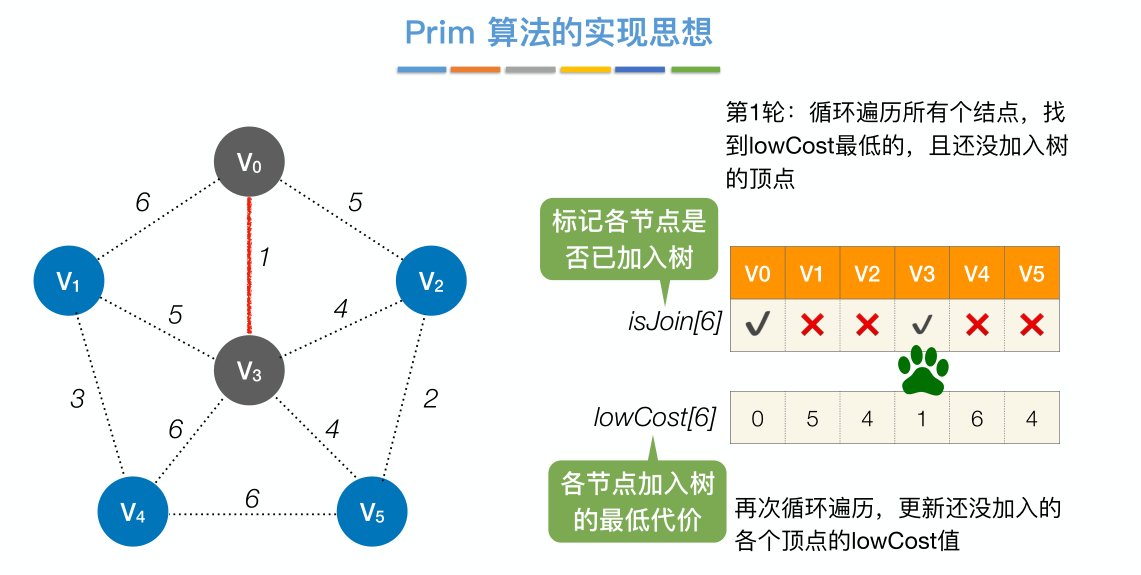 Prim 算法的实现思想
第1轮：循环遍历所有个结点，找
到lowCost最低的，且还没加入树
的顶点
标记各节点是
否已加入树
V0 V1 V2 V3 V4 V5
isJoin[6]
lowCost[6] 0 5 4 1 6 4
各节点加入树
的最低代价
再次循环遍历，更新还没加入的
各个顶点的lowCost值
V₀
6 5
1
V₁ V₂
5 4
V₃
3 6 4 2
V₄ 6 V₅